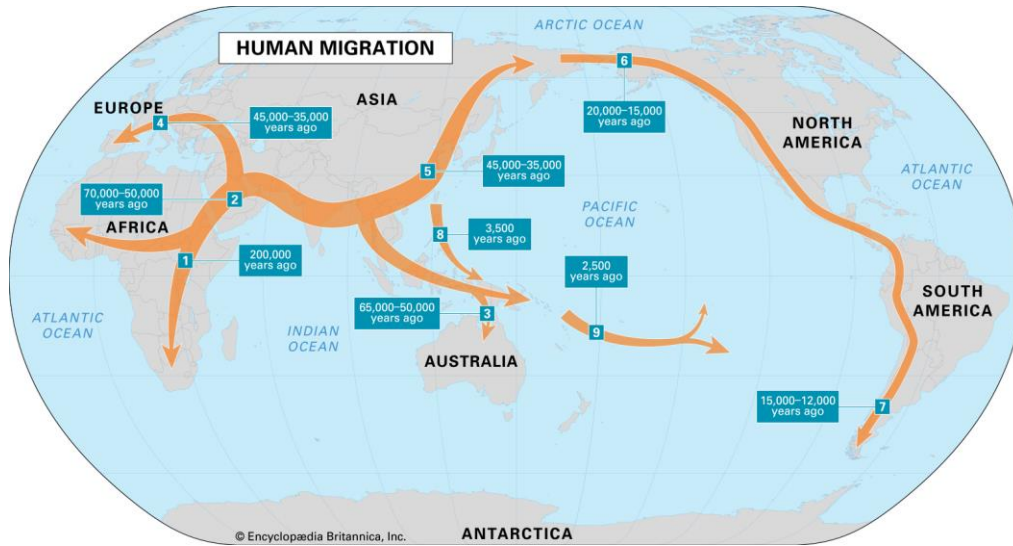 ARCTIC OCEAN
HUMAN MIGRATION
6
EUROPE
ASIA
4
45,000–35,000
years ago
20,000–15,000
years ago
NORTH
AMERICA
5
45,000–35,000
years ago
ATLANTIC
OCEAN
70,000–50,000
years ago
2
PACIFIC
OCEAN
AFRICA
8
3,500
years ago
1
200,000
years ago
2,500
years ago
SOUTH
AMERICA
65,000–50,000
years ago
3
ATLANTIC
OCEAN
INDIAN
OCEAN
9
AUSTRALIA
15,000–12,000
years ago
7
© Encyclopædia Britannica, Inc.
ANTARCTICA